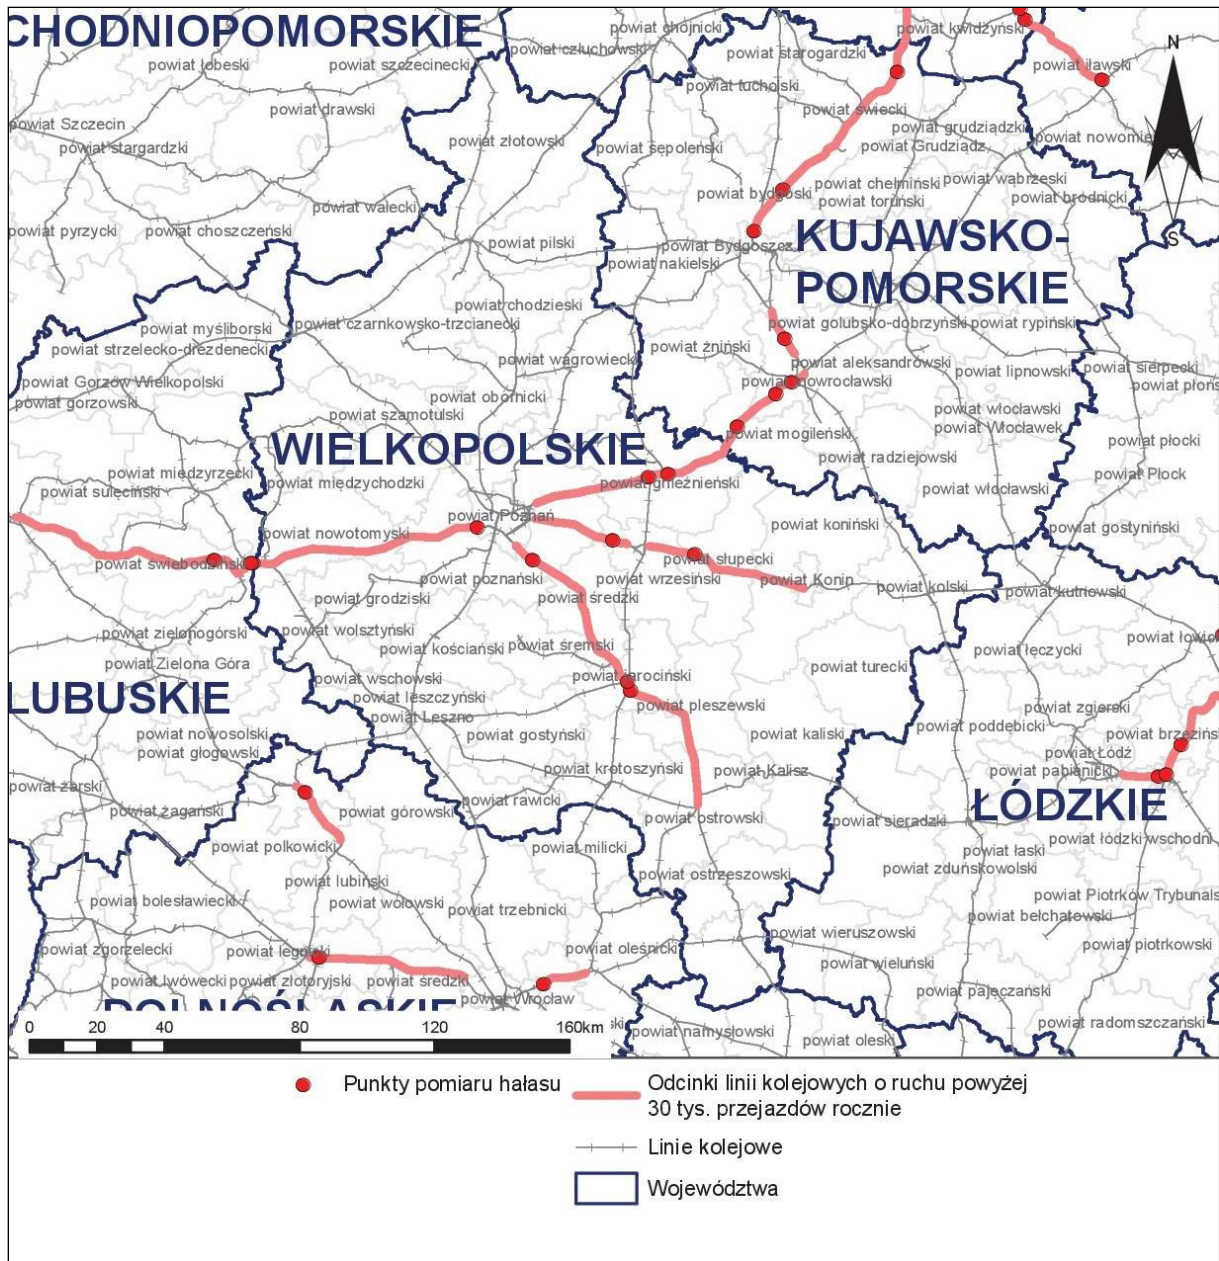 CHODNIOPOMORSKIE
powiat chojnicki
powiat kwidzyński
powiat człuchowski
powiat starogardzki
powiat łobeski
powiat szczecinecki
powiat iławski
powiat tucholski
powiat drawski
powiat świecki
powiat Szczecin
powiat grudziądzki
powiat stargardzki
powiat złotowski
powiat sępoleński
powiat Grudziądz
powiat wąbrzeski
powiat chełmiński
powiat bydgoski
powiat toruński
powiat brodnicki
powiat wałecki
powiat pyrzycki
powiat choszczeński
powiat pilski
powiat Bydgoszcz
KUJAWSKO-
POMORSKIE
powiat nakielski
powiat chodzieski
powiat myśliborski
powiat czarnkowsko-trzcianecki
powiat golubsko-dobrzyński
powiat rypiński
powiat strzelecko-drezdenecki
powiat wągrowiecki
powiat żniński
powiat aleksandrowski
powiat sierpecki
powiat Gorzów Wielkopolski
powiat lipnowski
powiat gorzowski
powiat obornicki
powiat szamotulski
powiat włocławski
powiat Włocławek
powiat mogileński
WIELKOPOLSKIE
powiat płocki
powiat radziejowski
powiat międzyrzecki
powiat Płock
powiat sulęciński
powiat międzychodzki
powiat gnieźnieński
powiat włocławski
powiat Poznań
powiat koniński
powiat gostyniński
powiat nowotomyski
powiat świebodziński
powiat słupecki
powiat poznański
powiat wrzesiński
powiat Konin
powiat kolski
powiat kutnowski
powiat grodziski
powiat średzki
powiat zielonogórski
powiat wolsztyński
powiat kościański
powiat śremski
powiat łęczycki
powiat Zielona Góra
powiat turecki
powiat wschowski
powiat jarociński
LUBUSKIE
powiat leszczyński
powiat pleszewski
powiat zgierski
powiat Leszno
powiat nowosolski
powiat gostyński
powiat kaliski
powiat poddębicki
powiat głogowski
powiat Łódź
powiat krotoszyński
powiat Kalisz
powiat pabianicki
powiat żarski
powiat rawicki
ŁÓDZKIE
powiat żagański
powiat górowski
powiat ostrowski
powiat sieradzki
powiat polkowicki
powiat milicki
powiat łódzki wschodni
powiat łaski
powiat zduńskowolski
powiat lubiński
powiat ostrzeszowski
powiat bolesławiecki
powiat wołowski
powiat trzebnicki
powiat bełchatowski
powiat wieruszowski
powiat zgorzelecki
powiat oleśnicki
powiat piotrkowski
powiat wieluński
powiat lwówecki
powiat złotoryjski
powiat średzki
powiat pajęczański
powiat Wrocław
powiat radomszczański
powiat namysłowski
powiat oleski
N
S
0 20 40 80 120 160km
Punkty pomiaru hałasu
Odcinki linii kolejowych o ruchu powyżej
30 tys. przejazdów rocznie
Linie kolejowe
Województwa